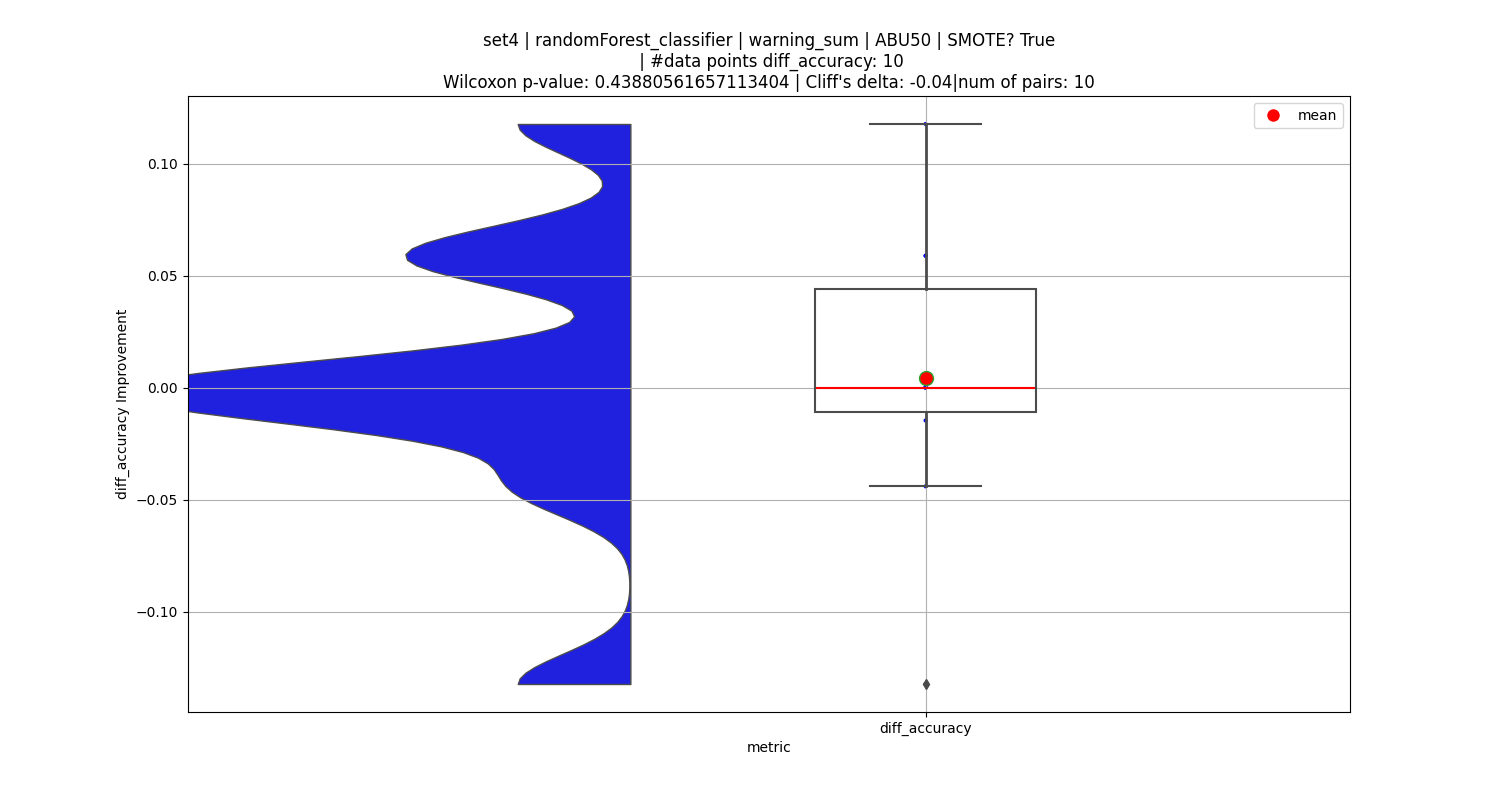 set4 | randomForest_classifier | warning_sum | ABU50 | SMOTE? True
| #data points diff_accuracy: 10
Wilcoxon p-value: 0.43880561657113404 | Cliff's delta: -0.04|num of pairs: 10
mean
0.10
0.05
0.00
−0.05
−0.10
diff_accuracy Improvement
diff_accuracy
metric